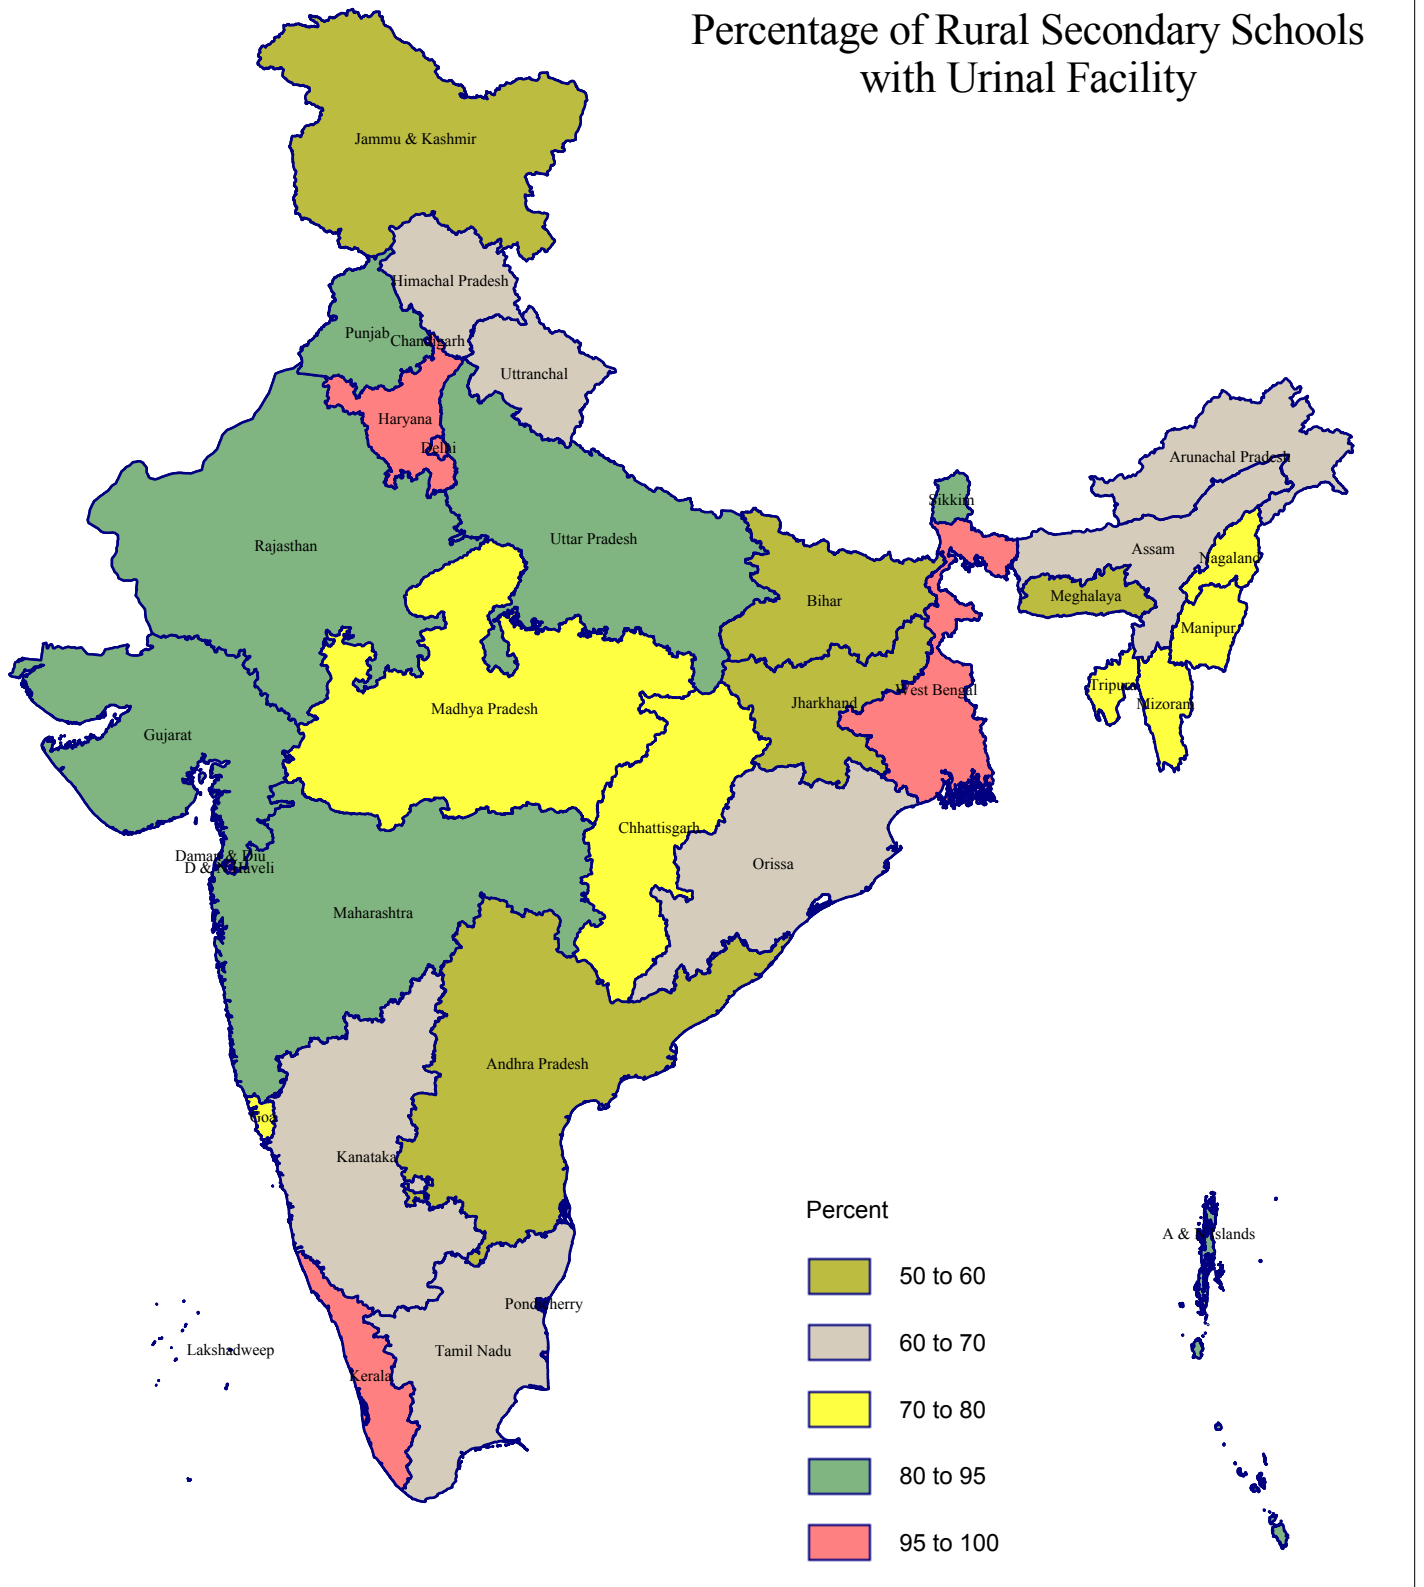 Percentage of Rural Secondary Schools
with Urinal Facility
Jammu & Kashmir
Himachal Pradesh
Punjab
Chandigarh
Uttranchal
Haryana
Delhi
Arunachal Pradesh
Sikkim
Rajasthan
Uttar Pradesh
Assam
Nagaland
Bihar
Meghalaya
Manipur
Tripura
Mizoram
West Bengal
Jharkhand
Madhya Pradesh
Gujarat
Chhattisgarh
Daman & Diu
D & N Haveli
Orissa
Maharashtra
Andhra Pradesh
Goa
Kanataka
Percent
A & N Islands
50 to 60
Pondicherry
60 to 70
Lakshadweep
Tamil Nadu
Kerala
70 to 80
80 to 95
95 to 100